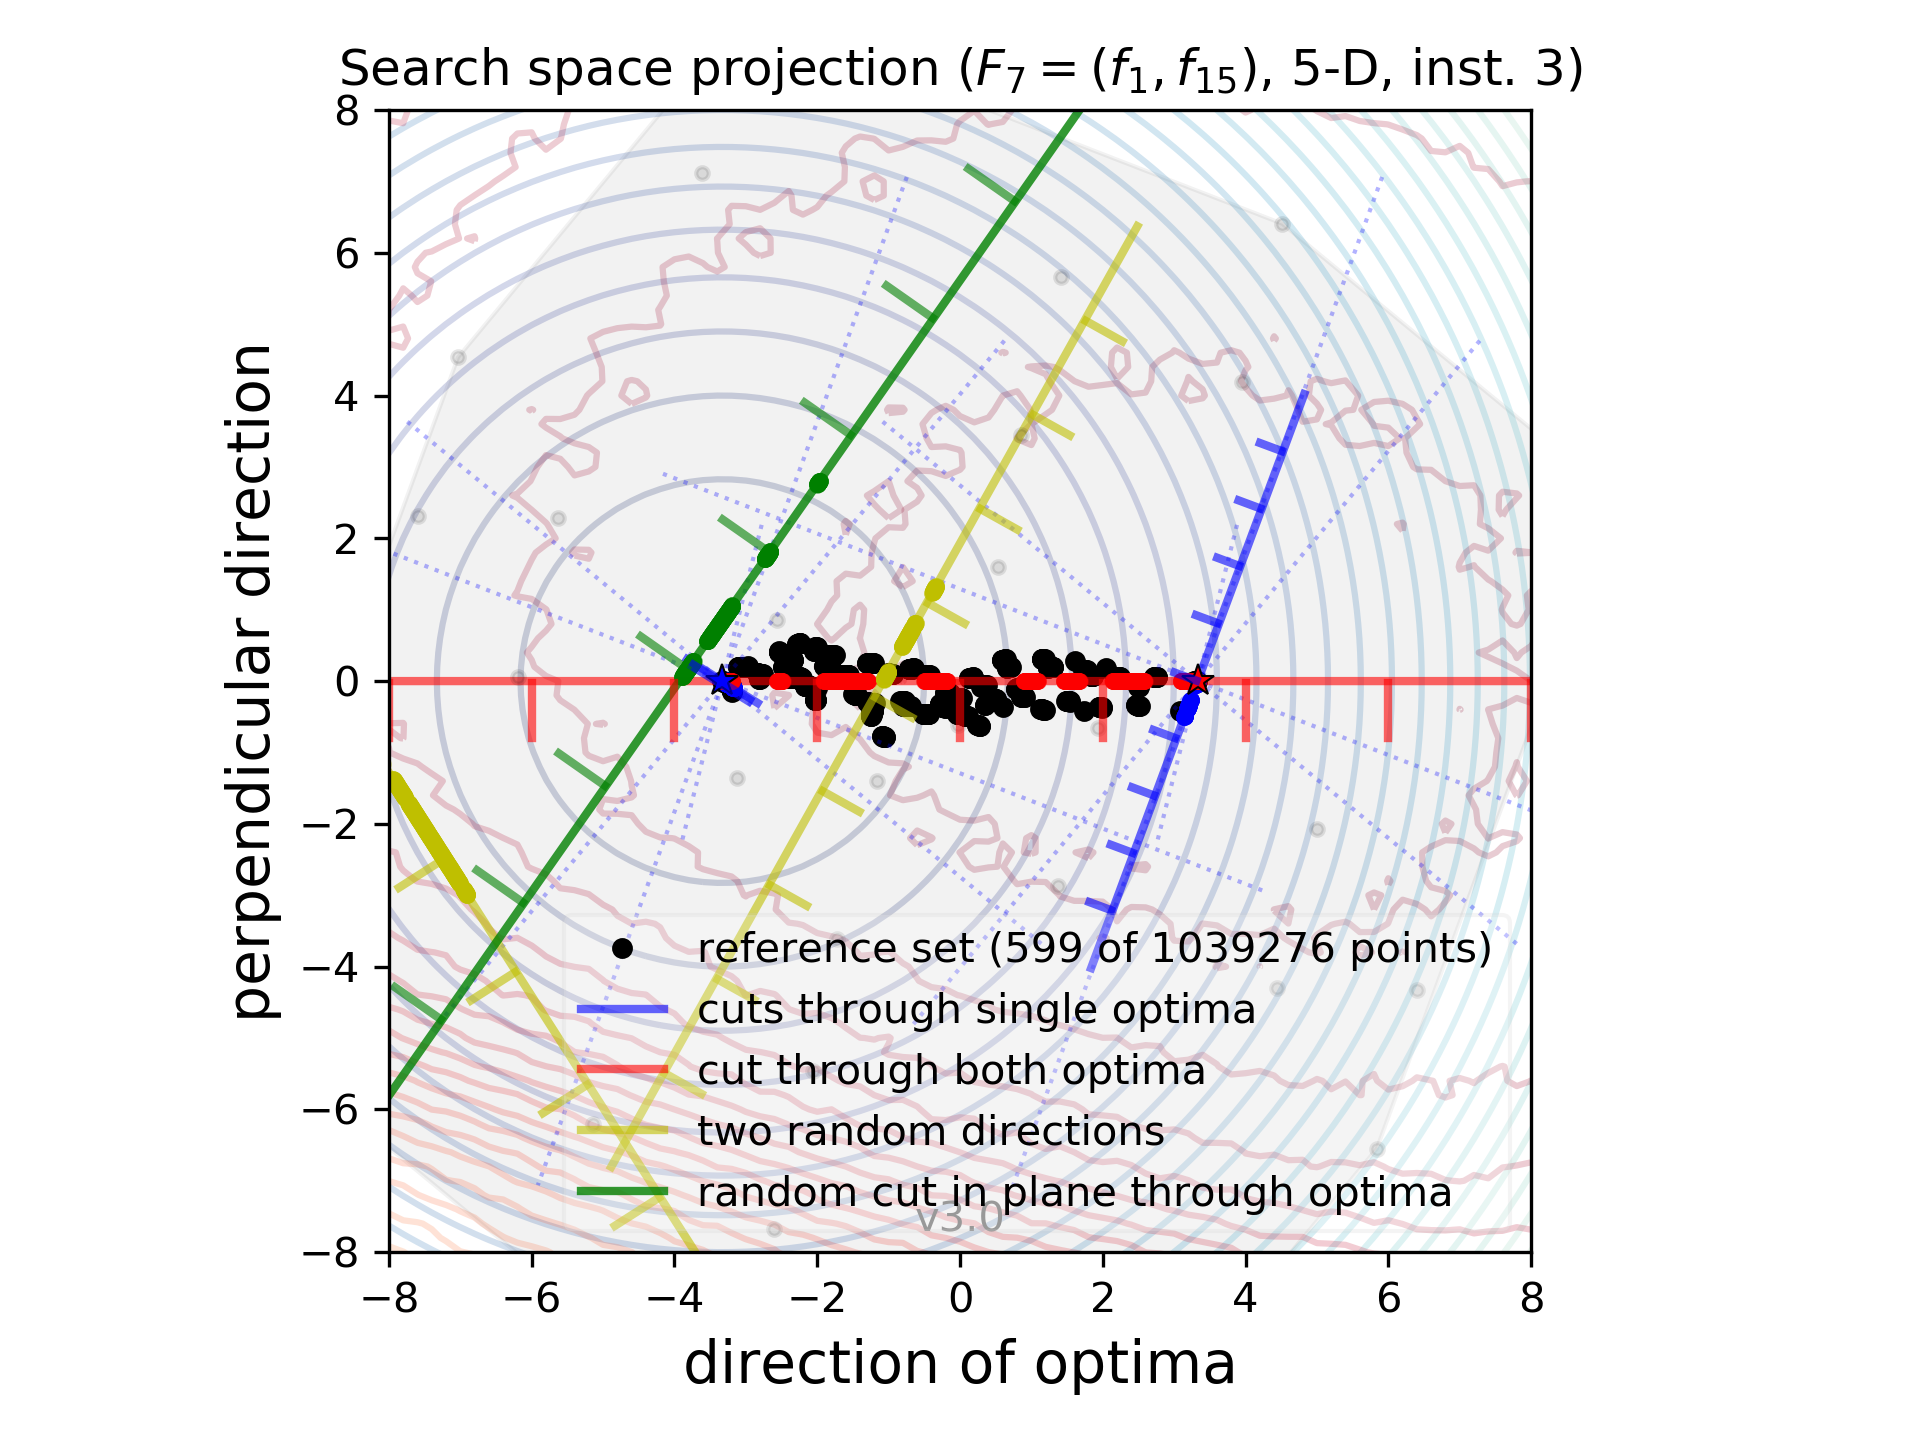 Search space projection (F₇ = (f₁, f₁₅), 5-D, inst. 3)
8
6
4
2
0
−2
−4
−6
−8
perpendicular direction
reference set (599 of 1039276 points)
cuts through single optima
cut through both optima
two random directions
random cut in plane through optima
v3.0
−8 −6 −4 −2 0 2 4 6 8
direction of optima